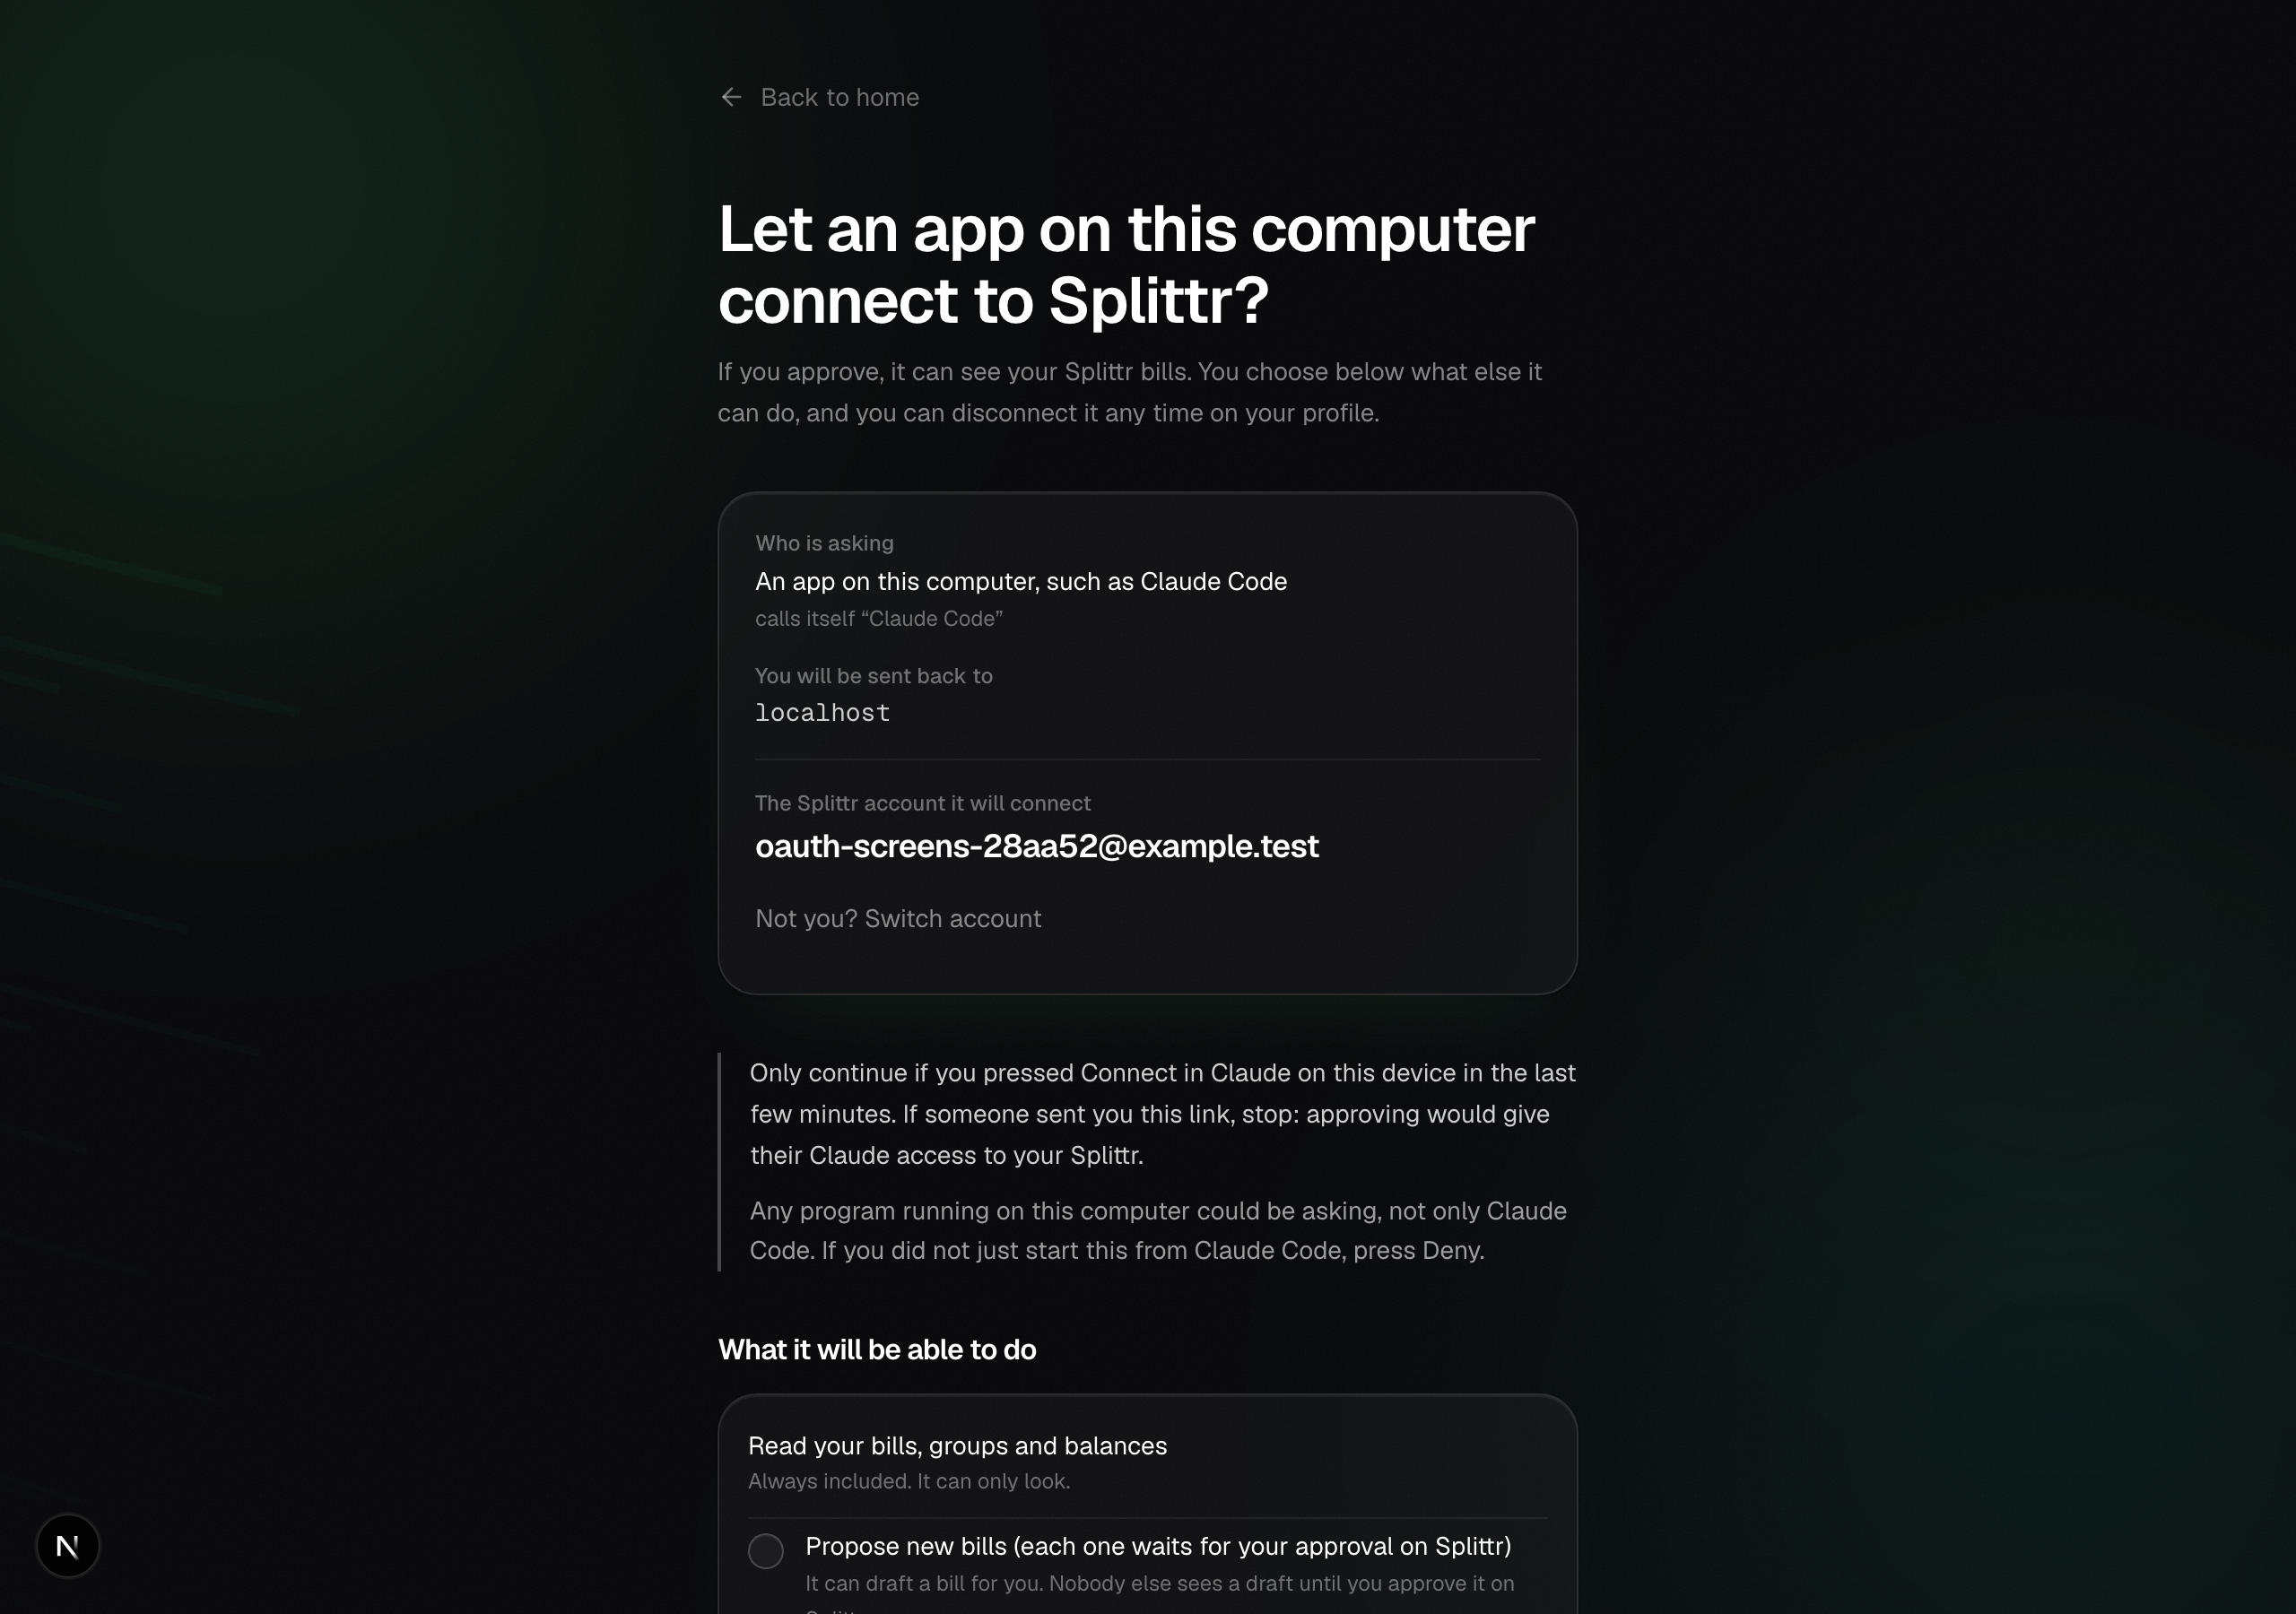 Back to home
Let an app on this computer
connect to Splittr?
If you approve, it can see your Splittr bills. You choose below what else it
can do, and you can disconnect it any time on your profile.
Who is asking
An app on this computer, such as Claude Code
calls itself “Claude Code”
You will be sent back to
localhost
The Splittr account it will connect
oauth-screens-28aa52@example.test
Not you? Switch account
Only continue if you pressed Connect in Claude on this device in the last
few minutes. If someone sent you this link, stop: approving would give
their Claude access to your Splittr.
Any program running on this computer could be asking, not only Claude
Code. If you did not just start this from Claude Code, press Deny.
What it will be able to do
Read your bills, groups and balances
Always included. It can only look.
Propose new bills (each one waits for your approval on Splittr)
It can draft a bill for you. Nobody else sees a draft until you approve it on
N